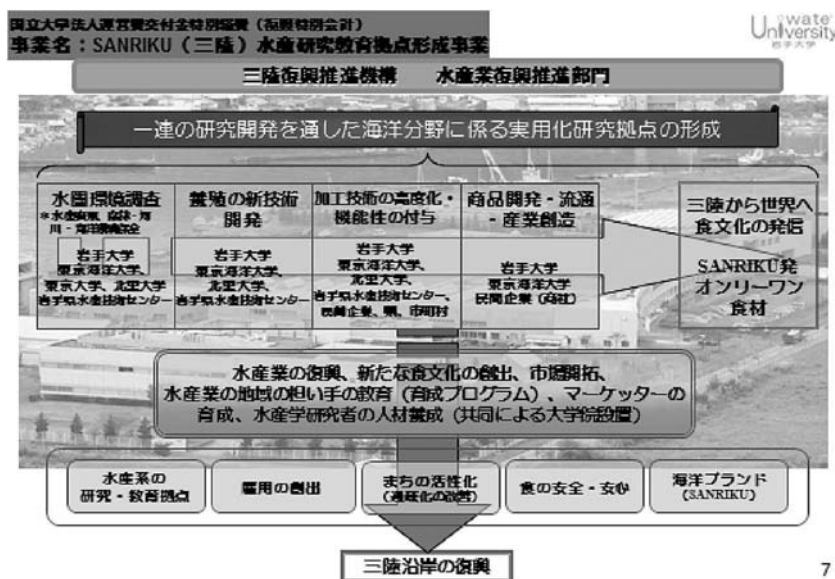 国立大学法人運営費交付金特別経費(復興特別会計)
事業名:SANRIKU(三陸)水産研究教育拠点形成事業
Iwate
University
岩手大学
三陸復興推進機構 水産業復興推進部門
一連の研究開発を通した海洋分野に係る実用化研究拠点の形成
水圏環境調査
岩手大学
東京海洋大学、
東京大学、北里大学
岩手県水産技術センター
養殖の新技術
開発
岩手大学
東京海洋大学、
北里大学、
岩手県水産技術センター
加工技術の高度化・
機能性の付与
岩手大学
東京海洋大学、
北里大学、
岩手県水産技術センター、
民間企業、県、市町村
商品開発・流通・
産業創造
岩手大学
東京海洋大学
民間企業(商社)
三陸から世界へ
食文化の発信
SANRIKU発
オンリーワン
食材
水産業の復興、新たな食文化の創出、市場開拓、
水産業の地域の担い手の教育(育成プログラム)、マーケッターの
育成、水産学研究者の人材養成(共同による大学院設置)
水産系の
研究・教育拠点
雇用の創出
まちの活性化
(過疎化の改善)
食の安全・安心
海洋ブランド
(SANRIKU)
三陸沿岸の復興
7